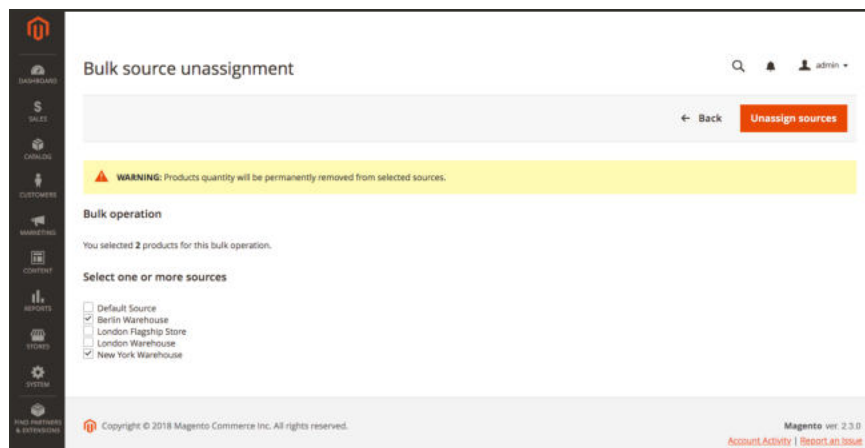 Bulk source unassignment
admin
DASHBOARD
SALES
CATALOG
CUSTOMERS
MARKETING
CONTENT
REPORTS
STORES
SYSTEM
FIND PARTNERS
& EXTENSIONS
← Back
Unassign sources
WARNING: Products quantity will be permanently removed from selected sources.
Bulk operation
You selected 2 products for this bulk operation.
Select one or more sources
Default Source
Berlin Warehouse
London Flagship Store
London Warehouse
New York Warehouse
Copyright © 2018 Magento Commerce Inc. All rights reserved.
Magento ver. 2.3.0
Account Activity | Report an Issue